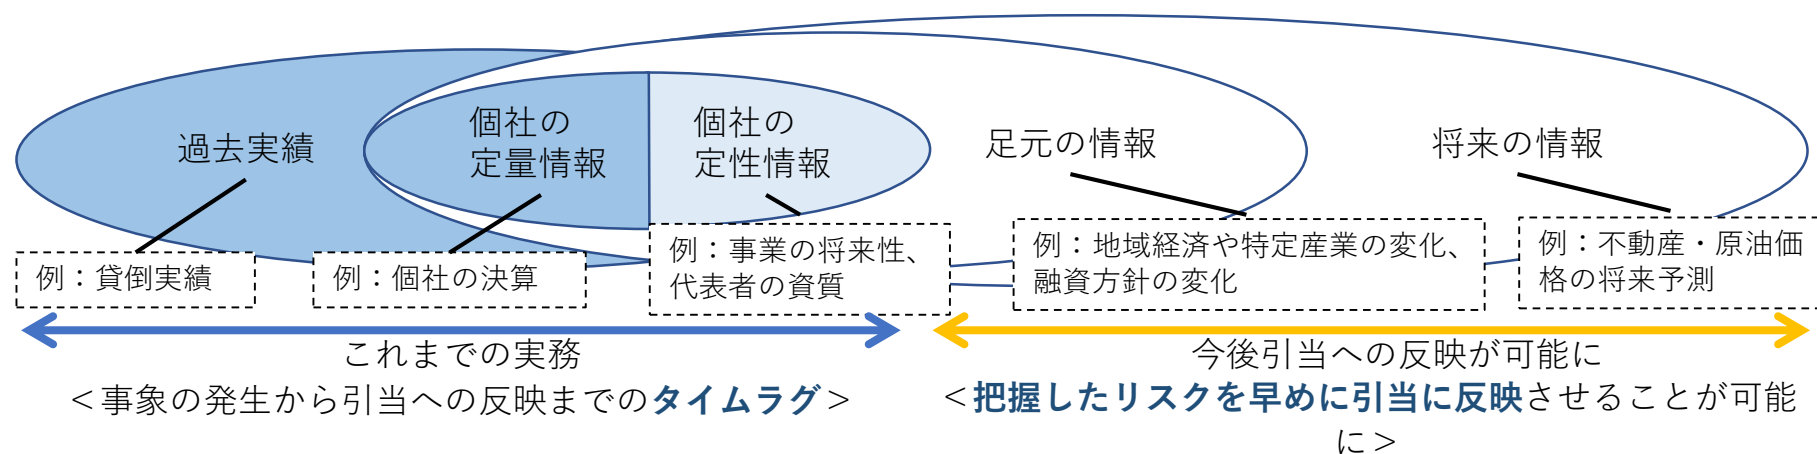 過去実績
個社の
定量情報
個社の
定性情報
足元の情報
将来の情報
例：貸倒実績
例：個社の決算
例：事業の将来性、
代表者の資質
例：地域経済や特定産業の変化、
融資方針の変化
例：不動産・原油価
格の将来予測
これまでの実務
＜事象の発生から引当への反映までのタイムラグ＞
今後引当への反映が可能に
＜把握したリスクを早めに引当に反映させることが可能
に＞